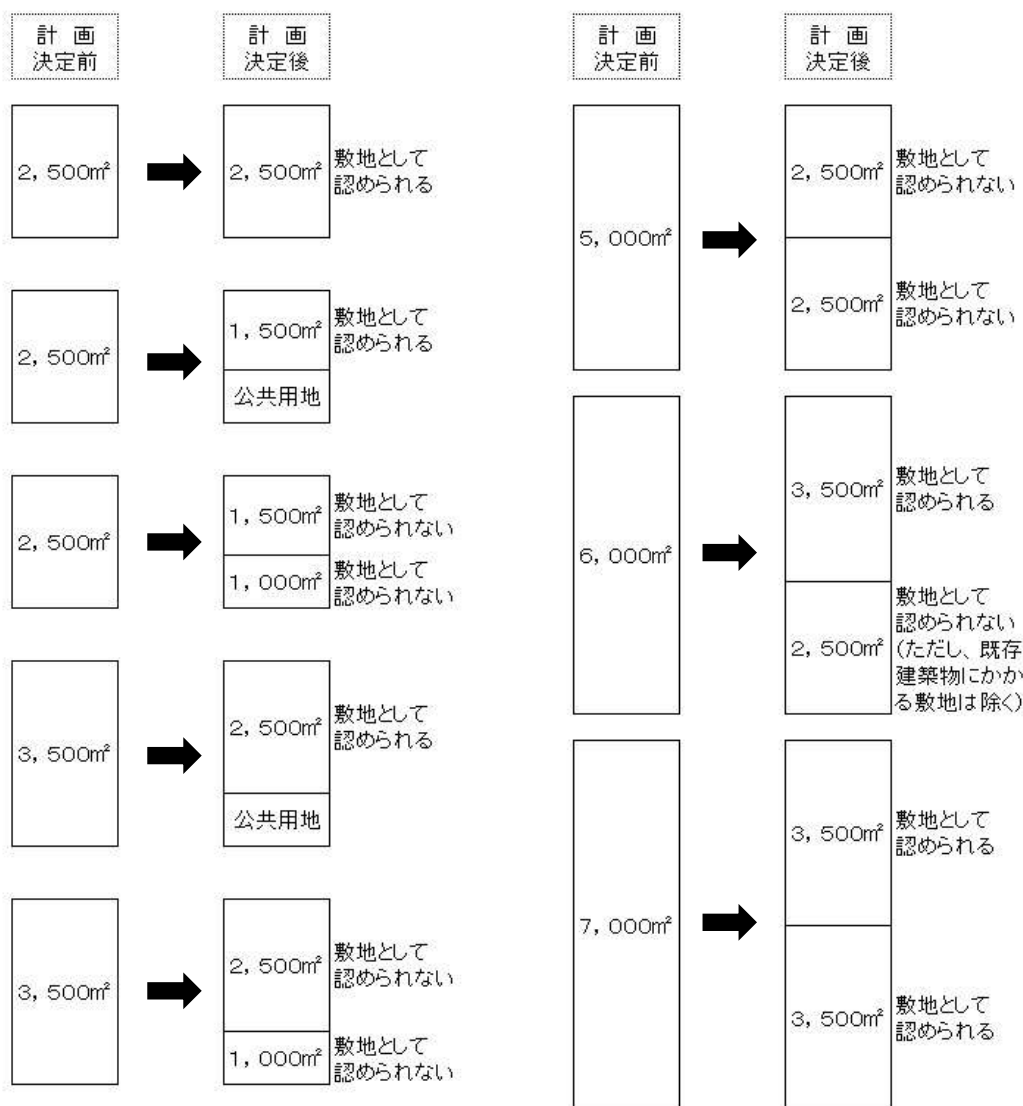 計 画
決定前
計 画
決定後
2,500㎡
2,500㎡
敷地として
認められる
2,500㎡
1,500㎡
敷地として
認められる
公共用地
2,500㎡
1,500㎡
敷地として
認められない
1,000㎡
敷地として
認められない
3,500㎡
2,500㎡
敷地として
認められる
公共用地
3,500㎡
2,500㎡
敷地として
認められない
1,000㎡
敷地として
認められない
計 画
決定前
計 画
決定後
5,000㎡
2,500㎡
敷地として
認められない
2,500㎡
敷地として
認められない
6,000㎡
3,500㎡
敷地として
認められる
2,500㎡
敷地として
認められない
(ただし、既存
建築物にかか
る敷地は除く)
7,000㎡
3,500㎡
敷地として
認められる
3,500㎡
敷地として
認められる